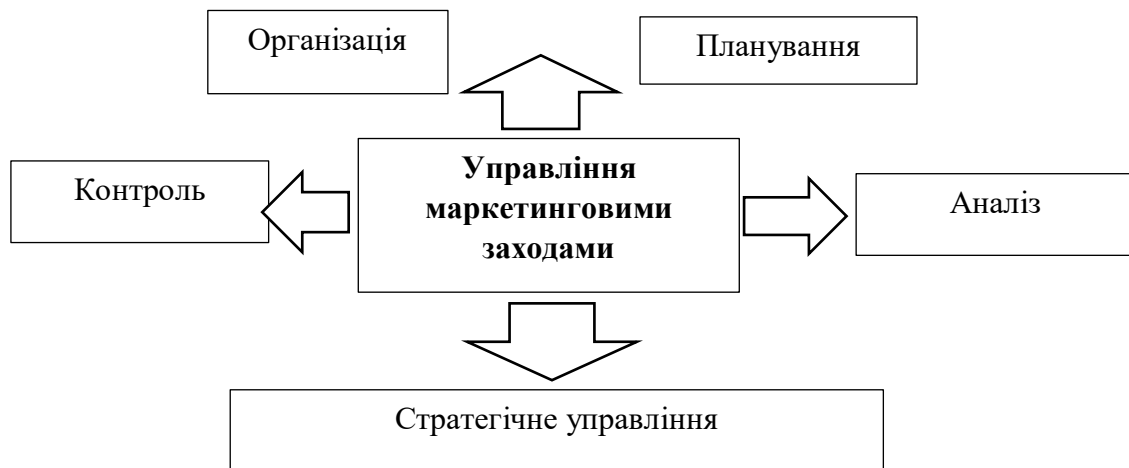 Організація
Планування
Управління
маркетинговими
заходами
Контроль
Аналіз
Стратегічне управління